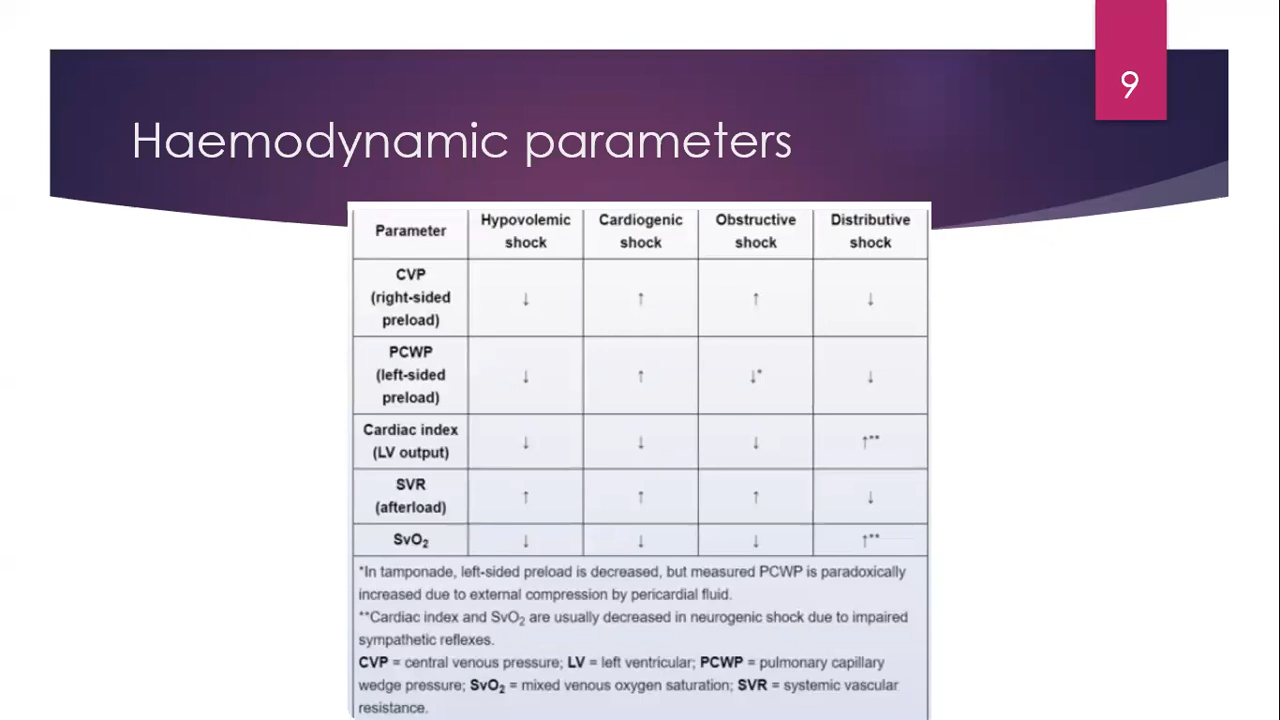 9
Haemodynamic parameters
Parameter Hypovolemic shock Cardiogenic shock Obstructive shock Distributive shock
CVP (right-sided preload) ↓ ↑ ↑ ↓
PCWP (left-sided preload) ↓ ↑ ↓* ↓
Cardiac index (LV output) ↓ ↓ ↓ ↑**
SVR (afterload) ↑ ↑ ↑ ↓
SvO₂ ↓ ↓ ↓ ↑**
*In tamponade, left-sided preload is decreased, but measured PCWP is paradoxically
increased due to external compression by pericardial fluid.
**Cardiac index and SvO₂ are usually decreased in neurogenic shock due to impaired
sympathetic reflexes.
CVP = central venous pressure; LV = left ventricular; PCWP = pulmonary capillary
wedge pressure; SvO₂ = mixed venous oxygen saturation; SVR = systemic vascular
resistance.